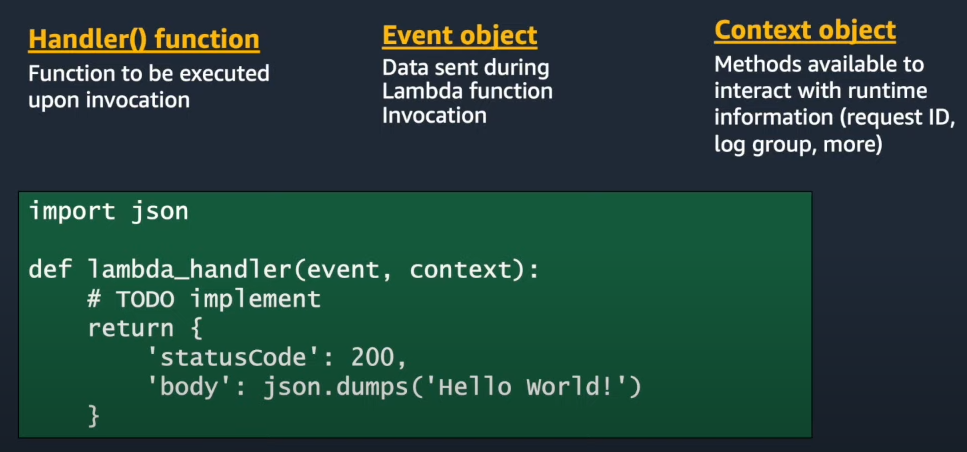 Handler() function
Function to be executed
upon invocation
Event object
Data sent during
Lambda function
Invocation
Context object
Methods available to
interact with runtime
information (request ID,
log group, more)
import json

def lambda_handler(event, context):
    # TODO implement
    return {
        'statusCode': 200,
        'body': json.dumps('Hello World!')
    }